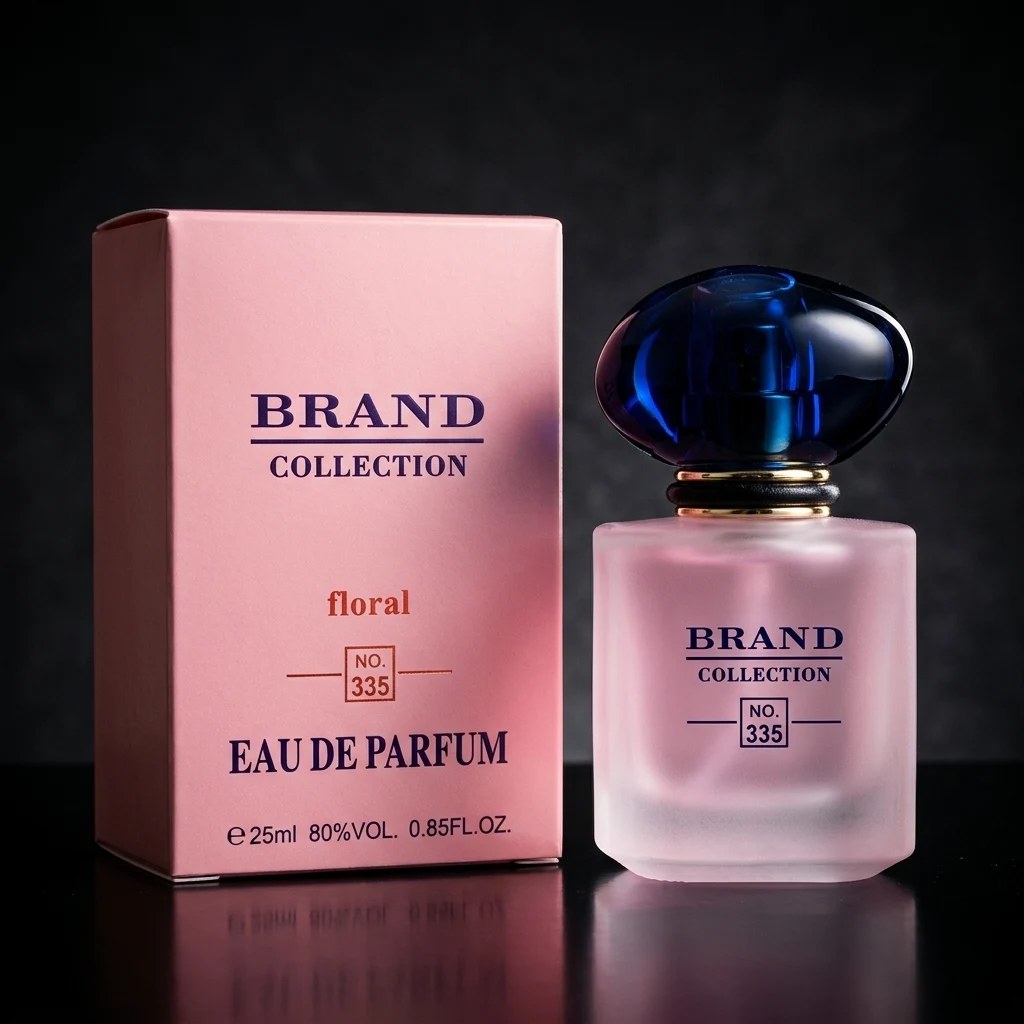 BRAND
COLLECTION
floral
NO.
335
EAU DE PARFUM
℮ 25ml 80%VOL. 0.85FL.OZ.
BRAND
COLLECTION
NO.
335